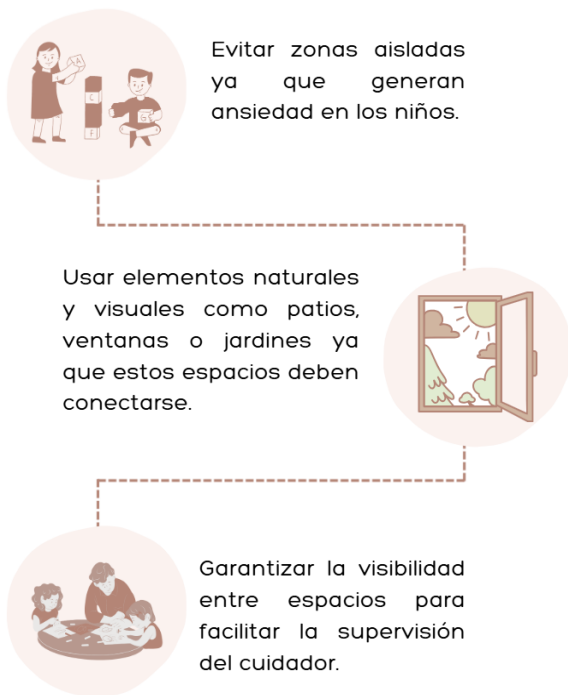 Evitar zonas aisladas
ya que generan
ansiedad en los niños.
Usar elementos naturales
y visuales como patios,
ventanas o jardines ya
que estos espacios deben
conectarse.
Garantizar la visibilidad
entre espacios para
facilitar la supervisión
del cuidador.